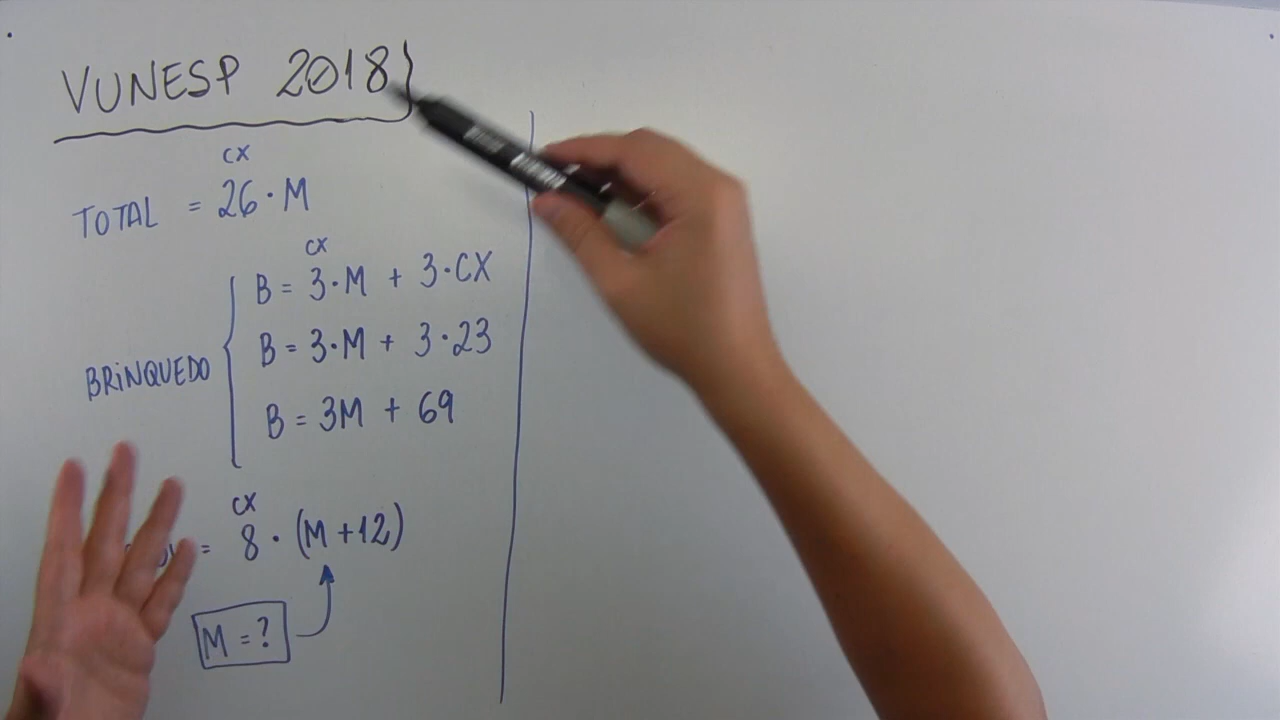 VUNESP 2018
CX
TOTAL = 26 · M
CX
B = 3 · M + 3 · CX
B = 3 · M + 3 · 23
BRINQUEDO
B = 3M + 69
CX
= 8 · (M + 12)
M = ?